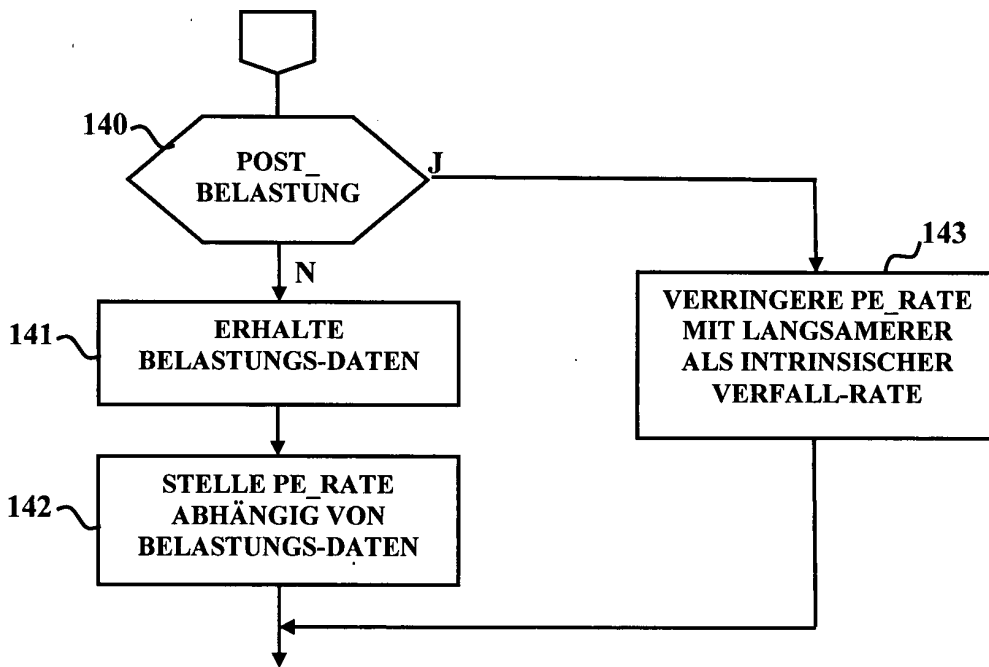 140
POST_
BELASTUNG
J
N
143
VERRINGERE PE_RATE
MIT LANGSAMERER
ALS INTRINSISCHER
VERFALL-RATE
141
ERHALTE
BELASTUNGS-DATEN
142
STELLE PE_RATE
ABHÄNGIG VON
BELASTUNGS-DATEN